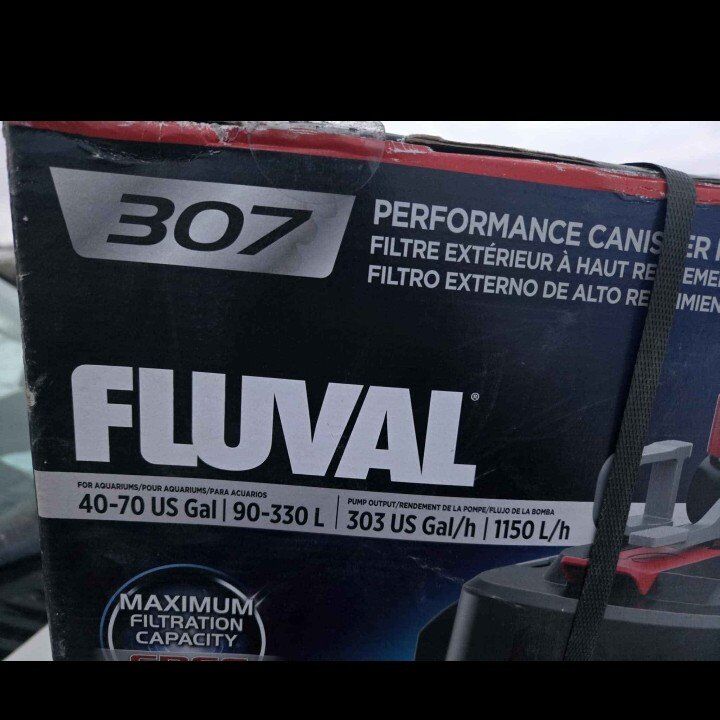 307
PERFORMANCE
FILTRE EXTÉRIEUR À HAUT
FILTRO EXTERNO DE ALTO
FLUVAL®
FOR AQUARIUMS/POUR AQUARIUMS/PARA ACUARIOS
40-70 US Gal | 90-330 L
PUMP OUTPUT/RENDEMENT DE LA POMPE/FLUJO DE LA BOMBA
303 US Gal/h | 1150 L/h
MAXIMUM
FILTRATION
CAPACITY